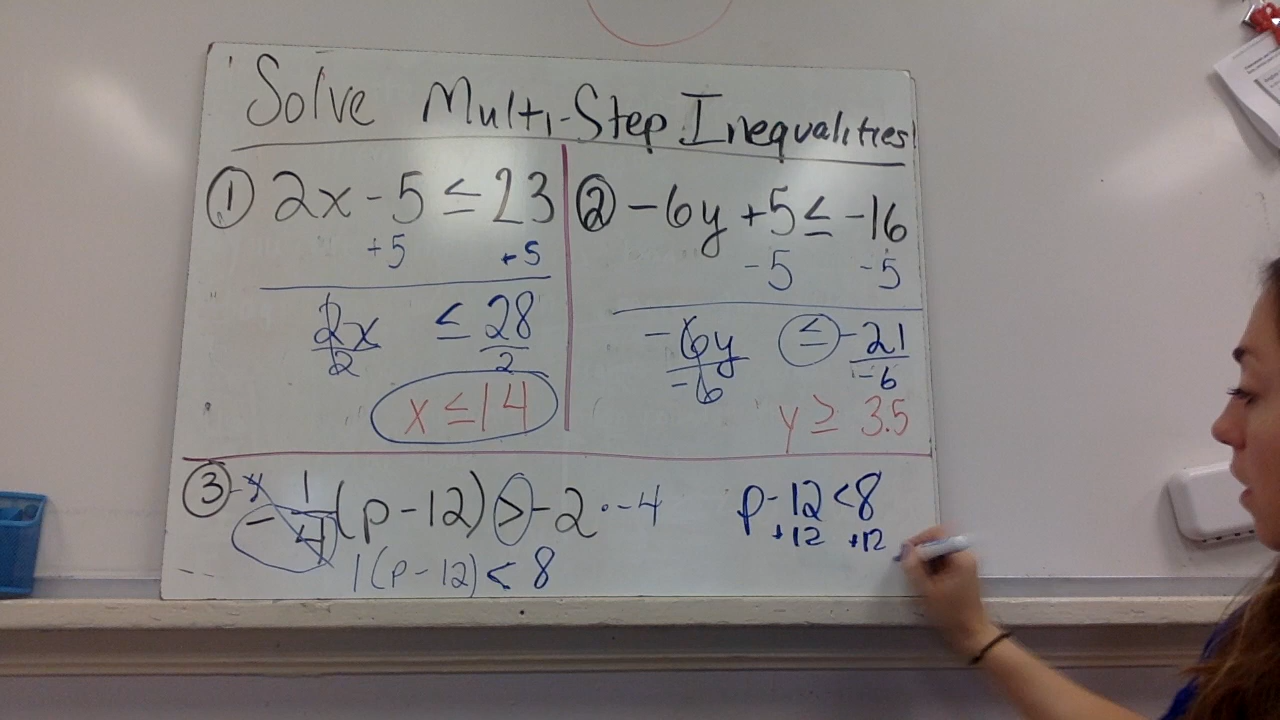 Solve Multi-Step Inequalities!
① 2x - 5 ≤ 23
+5 +5
2x ≤ 28
2 2
x ≤ 14
② -6y + 5 ≤ -16
-5 -5
-6y ≤ -21
-6 -6
y ≥ 3.5
③ -4 · -1/4 (p - 12) > -2 · -4
1(p - 12) < 8
p - 12 < 8
+12 +12